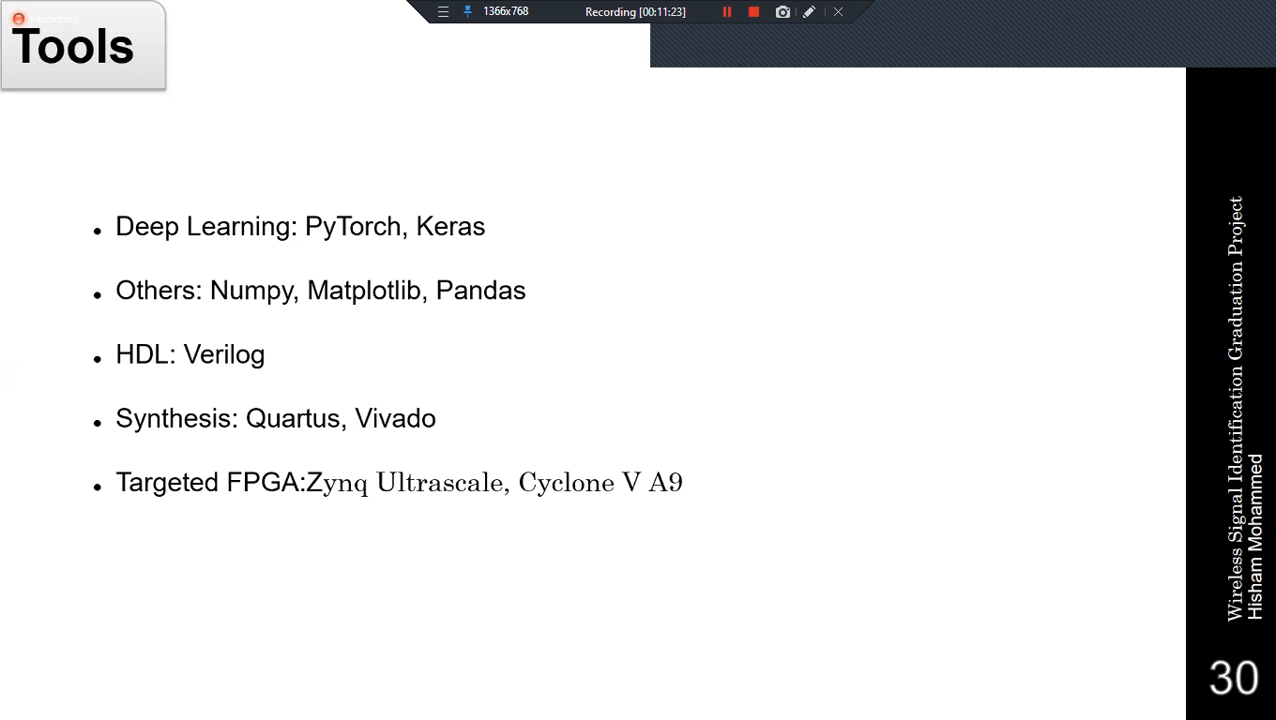 Recording
1366x768
Recording [00:11:23]
Tools
• Deep Learning: PyTorch, Keras
• Others: Numpy, Matplotlib, Pandas
• HDL: Verilog
• Synthesis: Quartus, Vivado
• Targeted FPGA:Zynq Ultrascale, Cyclone V A9
Wireless Signal Identification Graduation Project
Hisham Mohammed
30